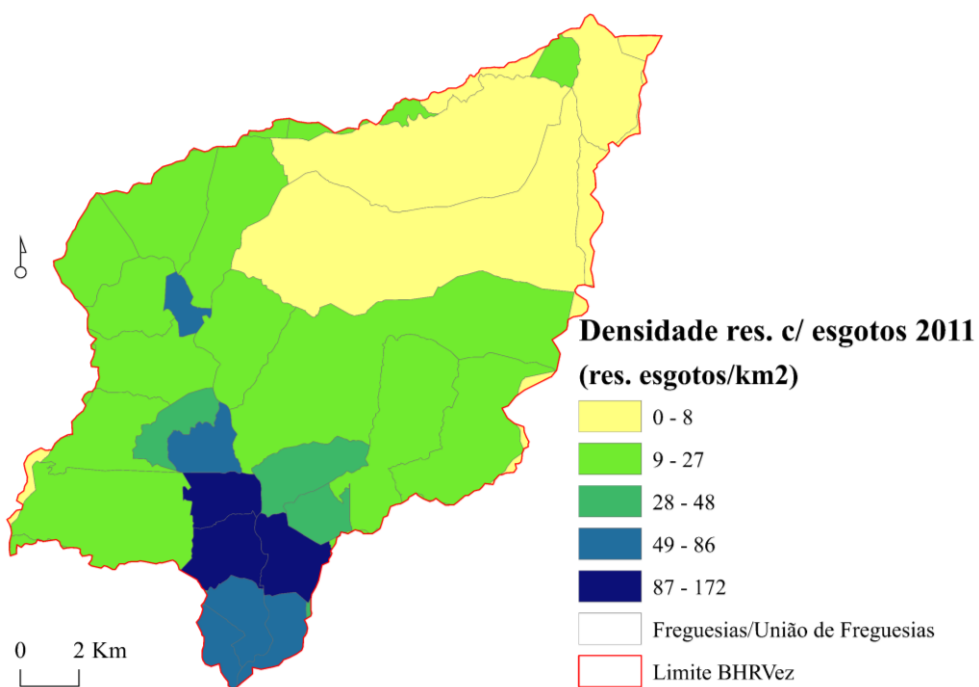 Densidade res. c/ esgotos 2011
(res. esgotos/km2)
0 - 8
9 - 27
28 - 48
49 - 86
87 - 172
Freguesias/União de Freguesias
Limite BHRVez
0 2 Km